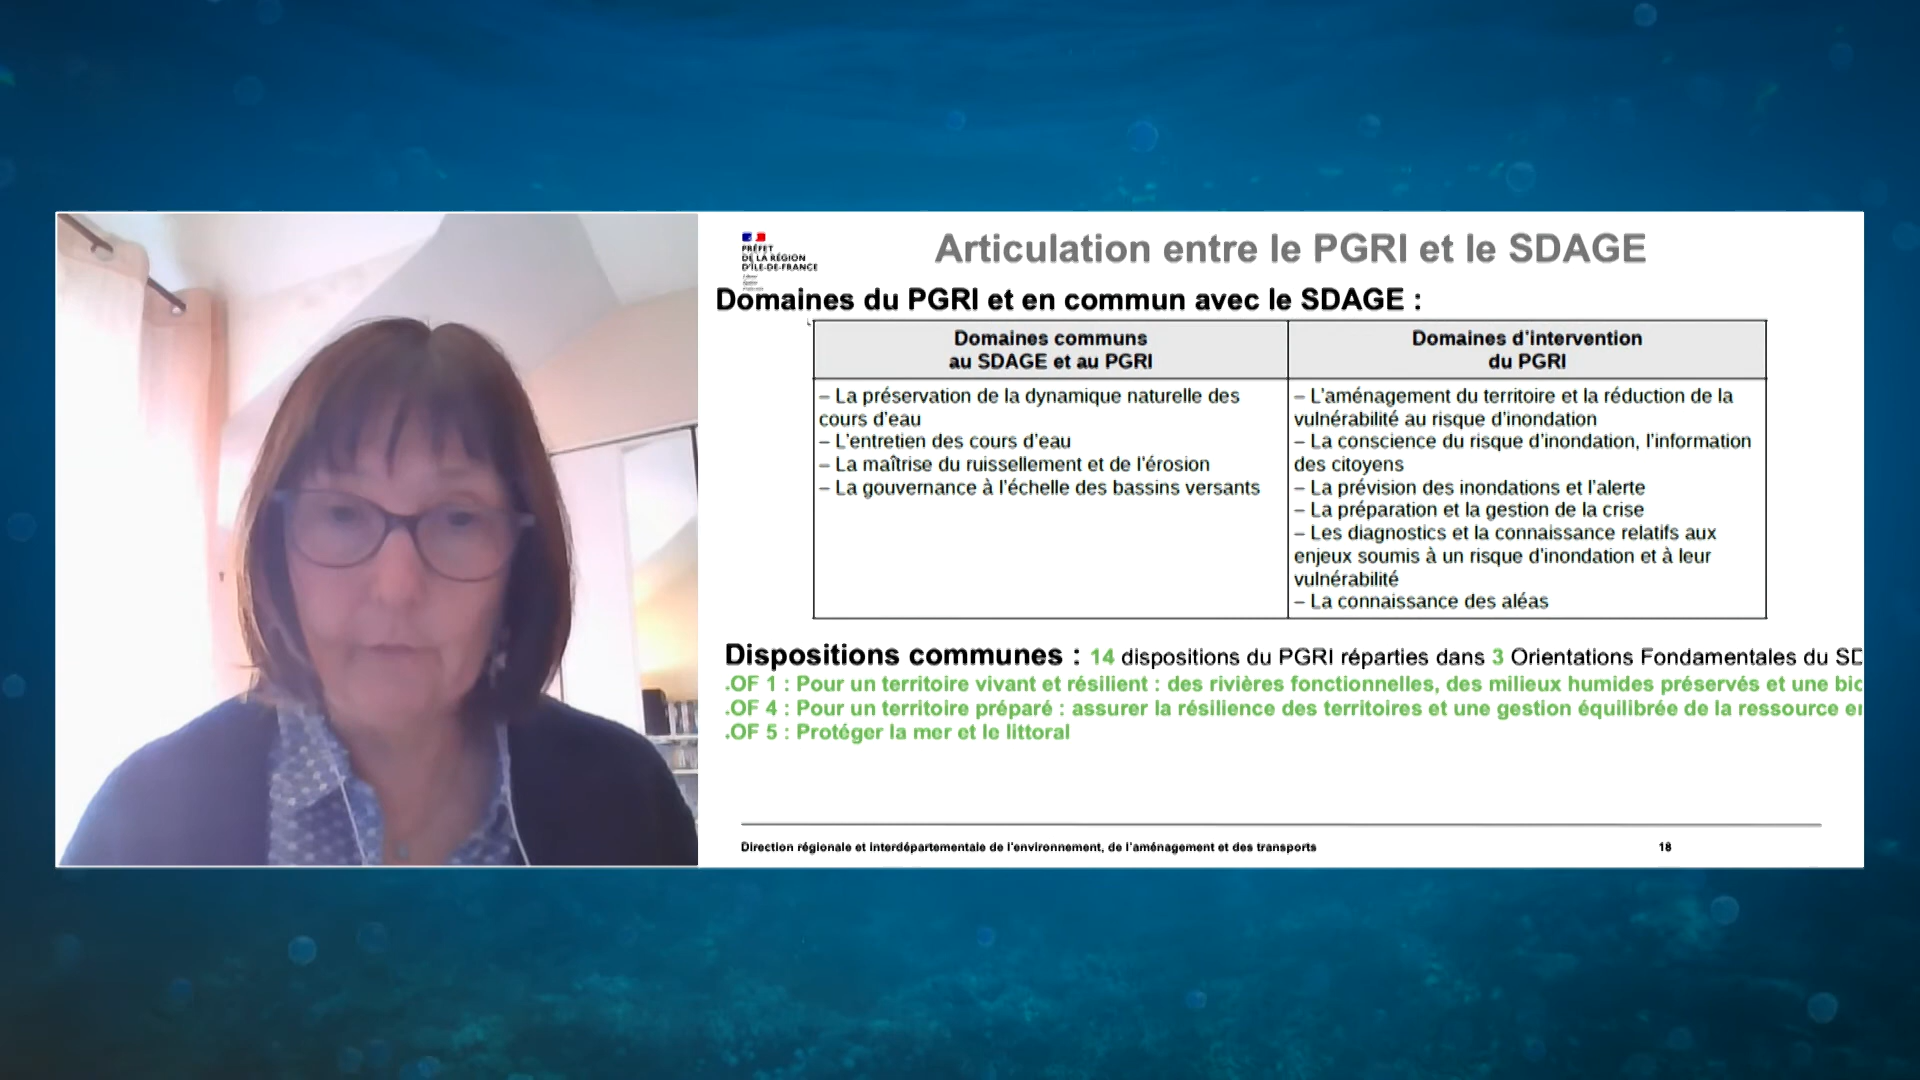 PRÉFET
DE LA RÉGION
D'ÎLE-DE-FRANCE
Articulation entre le PGRI et le SDAGE
Domaines du PGRI et en commun avec le SDAGE :
Domaines communs
au SDAGE et au PGRI
– La préservation de la dynamique naturelle des
cours d'eau
– L'entretien des cours d'eau
– La maîtrise du ruissellement et de l'érosion
– La gouvernance à l'échelle des bassins versants
Domaines d'intervention
du PGRI
– L'aménagement du territoire et la réduction de la
vulnérabilité au risque d'inondation
– La conscience du risque d'inondation, l'information
des citoyens
– La prévision des inondations et l'alerte
– La préparation et la gestion de la crise
– Les diagnostics et la connaissance relatifs aux
enjeux soumis à un risque d'inondation et à leur
vulnérabilité
– La connaissance des aléas
Dispositions communes : 14 dispositions du PGRI réparties dans 3 Orientations Fondamentales du SD
.OF 1 : Pour un territoire vivant et résilient : des rivières fonctionnelles, des milieux humides préservés et une bio
.OF 4 : Pour un territoire préparé : assurer la résilience des territoires et une gestion équilibrée de la ressource en
.OF 5 : Protéger la mer et le littoral
Direction régionale et interdépartementale de l'environnement, de l'aménagement et des transports
18